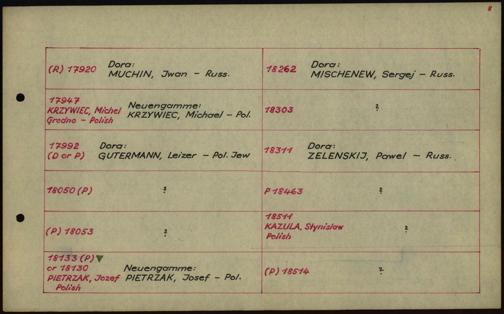 8
(R) 17920
Dora:
MUCHIN, Iwan - Russ.
18262
Dora:
MISCHENEW, Sergej - Russ.
17947
KRZYWIEC, Michel
Grodno - Polish
Neuengamme:
KRZYWIEC, Michael - Pol.
18303
?
17992
(D or P)
Dora:
GUTERMANN, Leizer - Pol. Jew
18311
Dora:
ZELENSKIJ, Pawel - Russ.
18050 (P)
?
P 18463
?
(P) 18053
?
18511
KAZULA, Stynislaw
Polish
?
18133 (P)
or 18130
PIETRZAK, Jozef
Polish
Neuengamme:
PIETRZAK, Josef - Pol.
(P) 18514
?